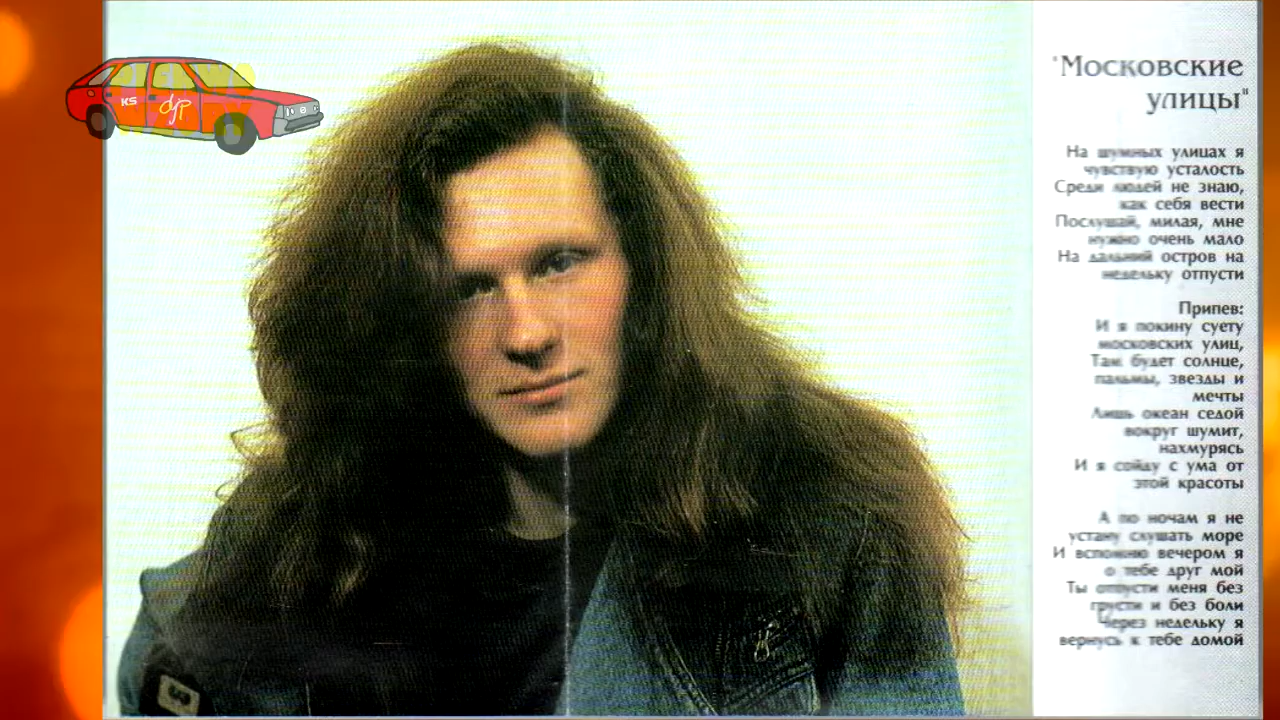 KS
djp
"Московские
улицы"
На шумных улицах я
чувствую усталость
Среди людей не знаю,
как себя вести
Послушай, милая, мне
нужно очень мало
На дальний остров на
недельку отпусти
Припев:
И я покину суету
московских улиц,
Там будет солнце,
пальмы, звезды и
мечты
Лишь океан седой
вокруг шумит,
нахмурясь
И я сойду с ума от
этой красоты
А по ночам я не
устану слушать море
И вспомню вечером я
о тебе друг мой
Ты отпусти меня без
грусти и без боли
Через недельку я
вернусь к тебе домой